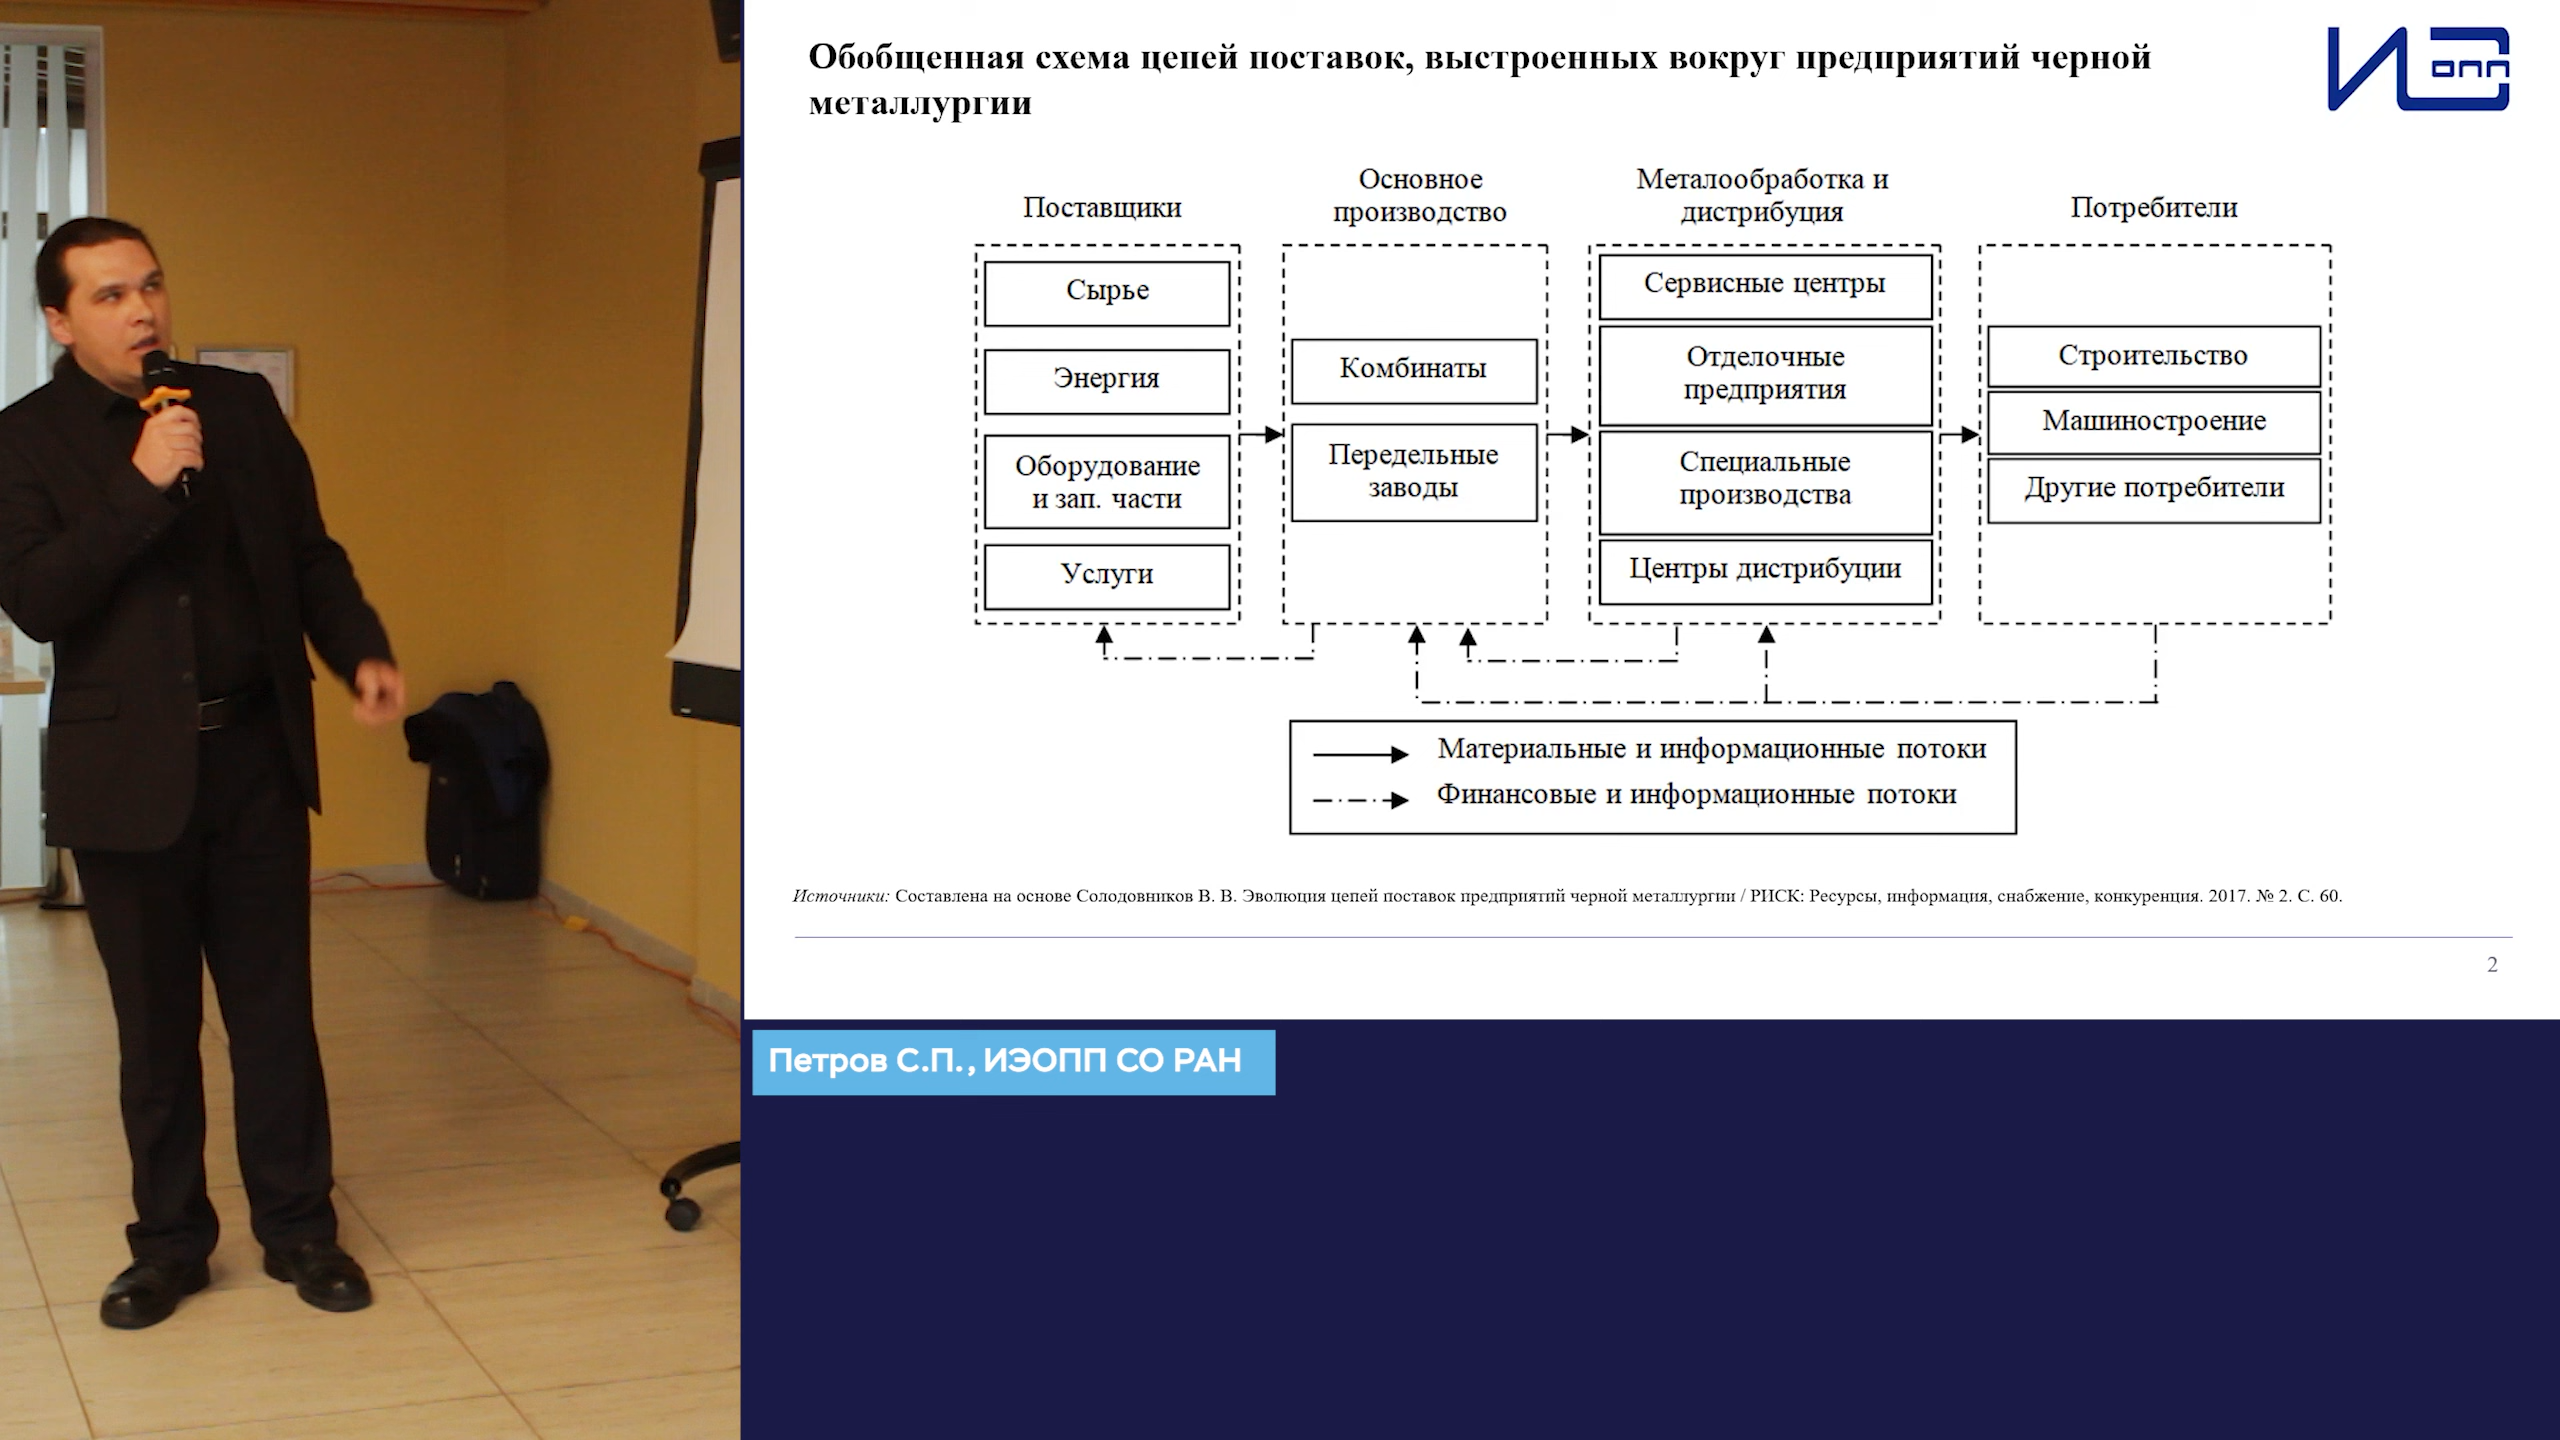 Обобщенная схема цепей поставок, выстроенных вокруг предприятий черной
металлургии
ИЭ
опп
Поставщики
Основное
производство
Металообработка и
дистрибуция
Потребители
Сырье
Энергия
Оборудование
и зап. части
Услуги
Комбинаты
Передельные
заводы
Сервисные центры
Отделочные
предприятия
Специальные
производства
Центры дистрибуции
Строительство
Машиностроение
Другие потребители
Материальные и информационные потоки
Финансовые и информационные потоки
Источники: Составлена на основе Солодовников В. В. Эволюция цепей поставок предприятий черной металлургии / РИСК: Ресурсы, информация, снабжение, конкуренция. 2017. № 2. С. 60.
2
Петров С.П., ИЭОПП СО РАН